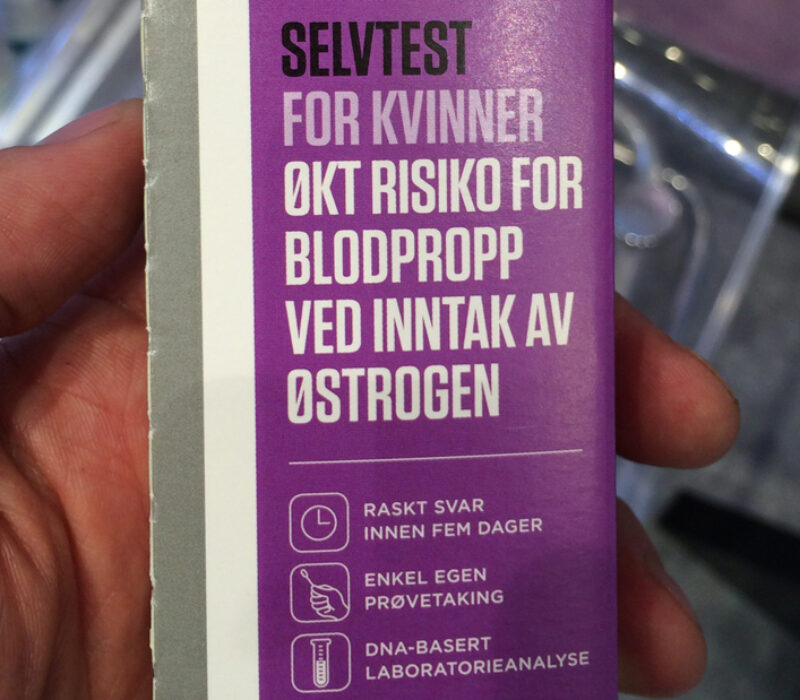 SELVTEST
FOR KVINNER
ØKT RISIKO FOR
BLODPROPP
VED INNTAK AV
ØSTROGEN
RASKT SVAR
INNEN FEM DAGER
ENKEL EGEN
PRØVETAKING
DNA-BASERT
LABORATORIEANALYSE